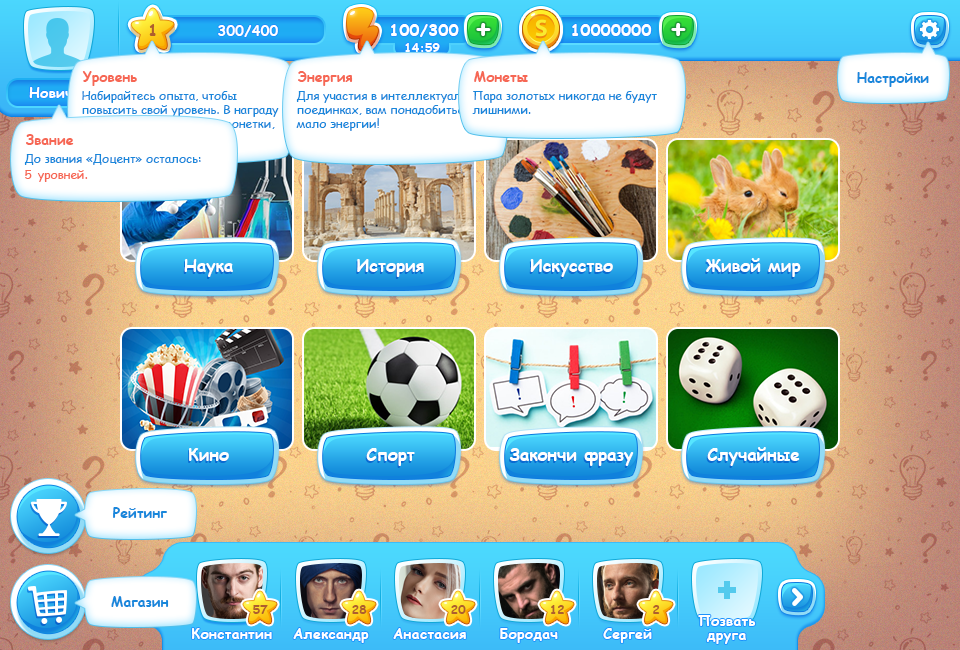 1
300/400
100/300
14:59
S
10000000
Настройки
Уровень
Набирайтесь опыта, чтобы
повысить свой уровень. В награду
Энергия
Для участия в интеллектуал
поединках, вам понадобить
мало энергии!
Монеты
Пара золотых никогда не будут
лишними.
Звание
До звания «Доцент» осталось:
5 уровней.
Наука
История
Искусство
Живой мир
Кино
Спорт
Закончи фразу
Случайные
Рейтинг
Магазин
57
28
20
12
2
Константин
Александр
Анастасия
Бородач
Сергей
Позвать
друга